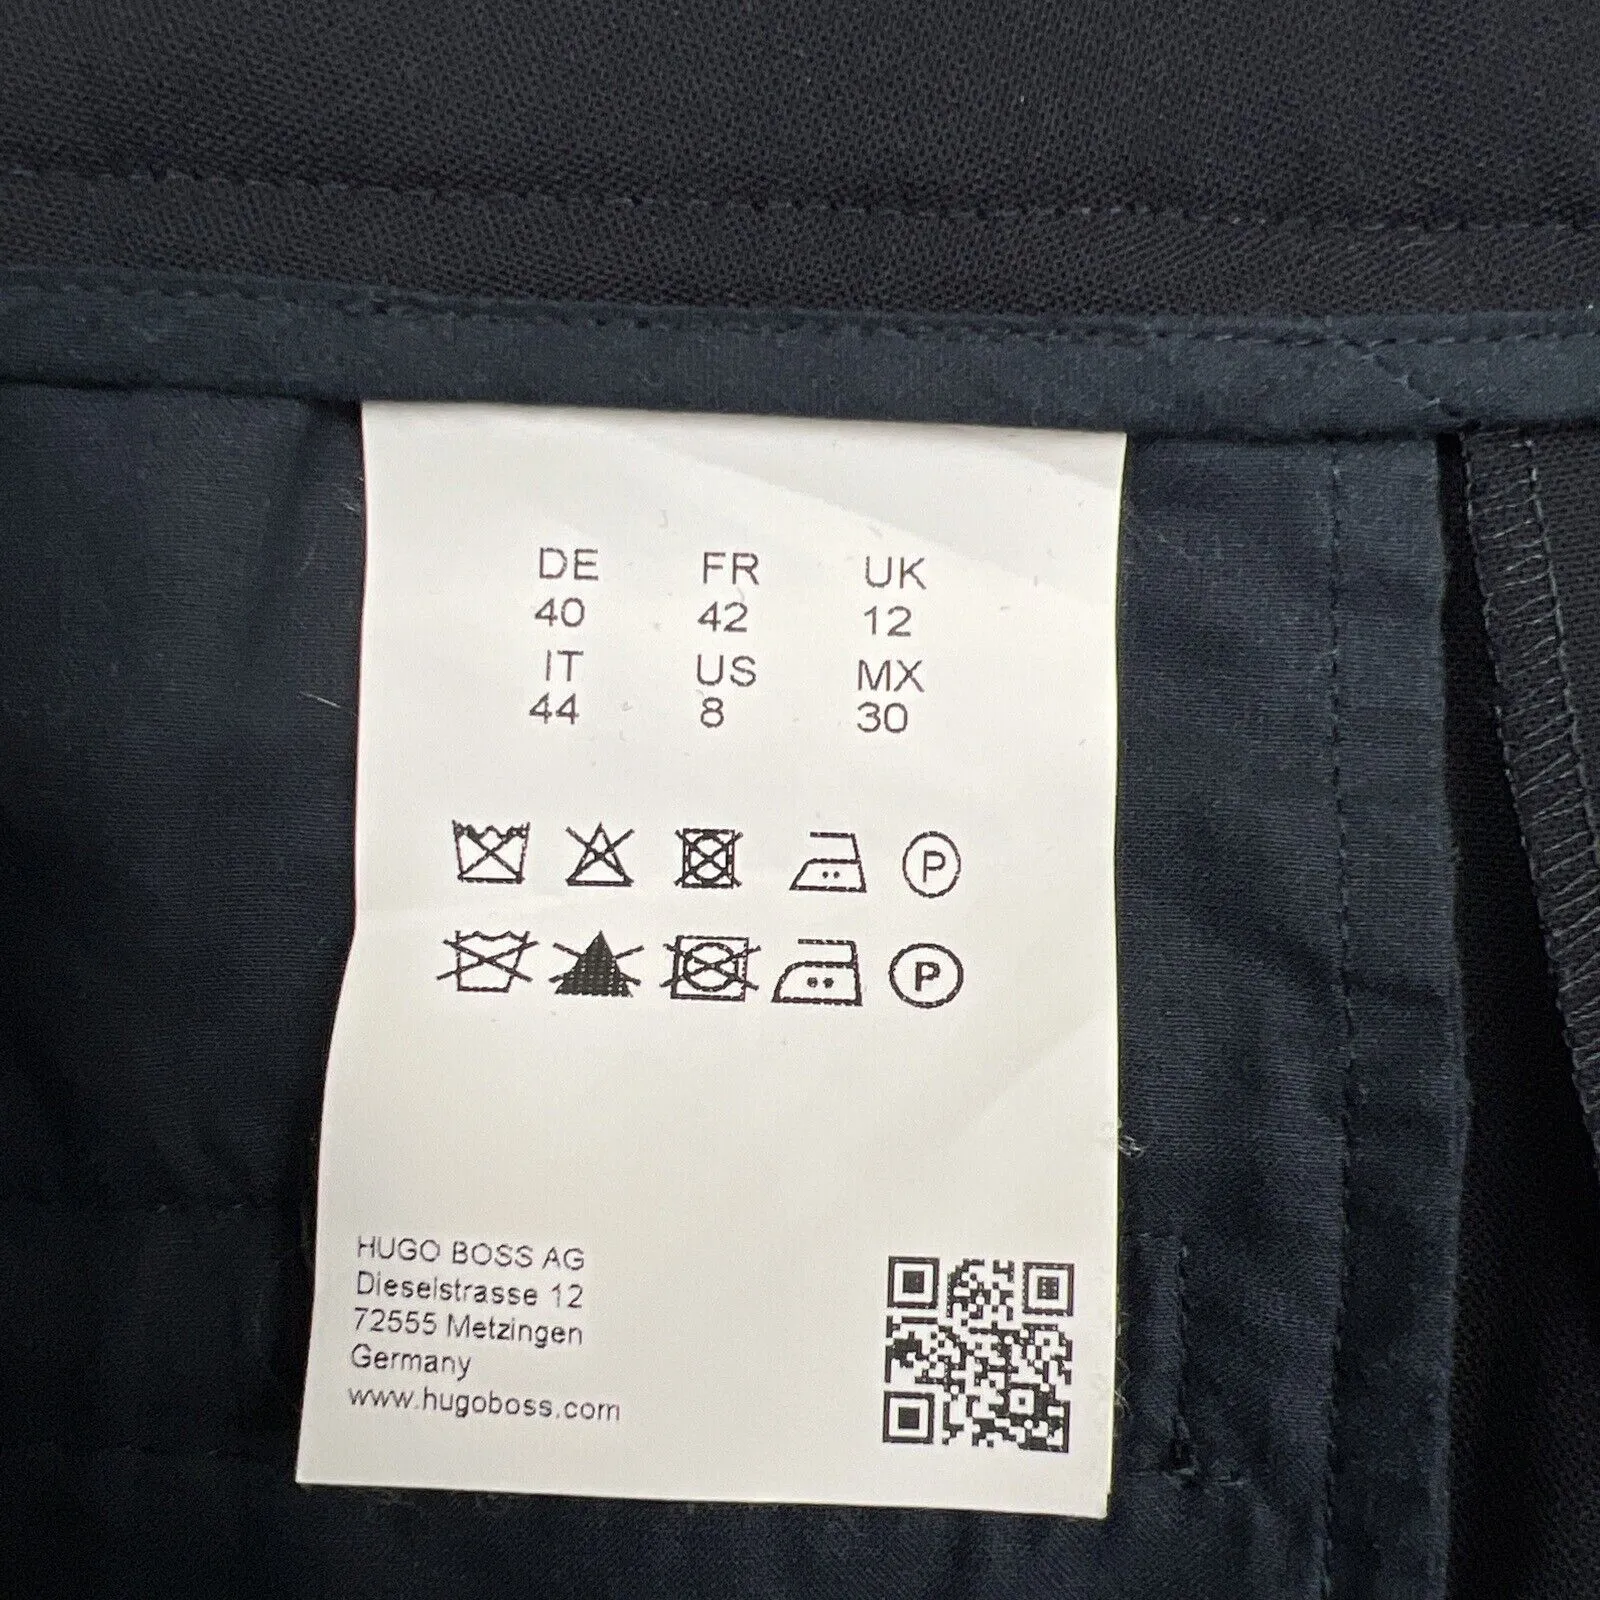 DE FR UK
40 42 12
IT US MX
44 8 30
P
P
HUGO BOSS AG
Dieselstrasse 12
72555 Metzingen
Germany
www.hugoboss.com